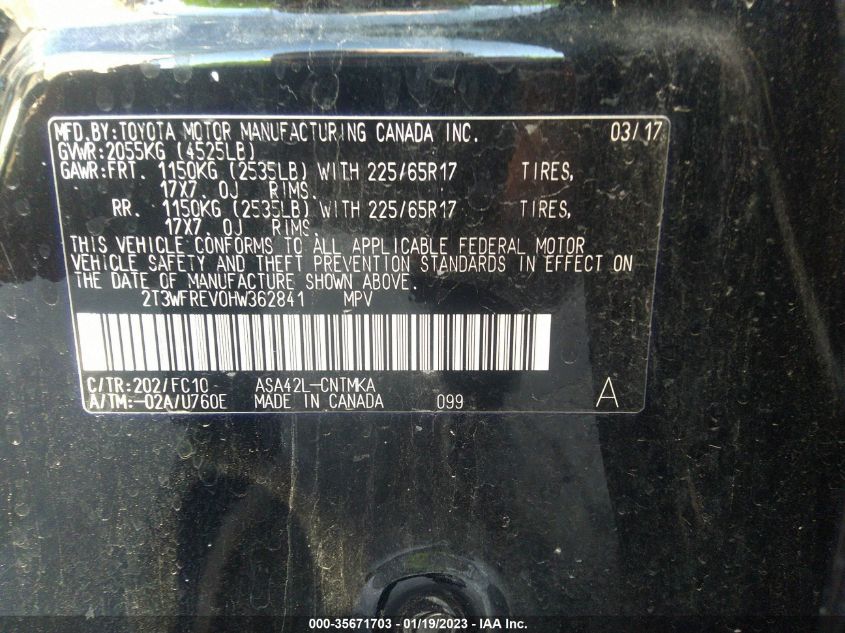 MFD.BY:TOYOTA MOTOR MANUFACTURING CANADA INC. 03/17
GVWR:2055KG (4525LB)
GAWR:FRT. 1150KG (2535LB) WITH 225/65R17 TIRES,
17X7.0J RIMS.
RR. 1150KG (2535LB) WITH 225/65R17 TIRES,
17X7.0J RIMS.
THIS VEHICLE CONFORMS TO ALL APPLICABLE FEDERAL MOTOR
VEHICLE SAFETY AND THEFT PREVENTION STANDARDS IN EFFECT ON
THE DATE OF MANUFACTURE SHOWN ABOVE.
2T3WFREV0HW362841 MPV
C/TR:202/FC10 ASA42L-CNTMKA
A/TM:-02A/U760E MADE IN CANADA 099 A
000-35671703 - 01/19/2023 - IAA Inc.